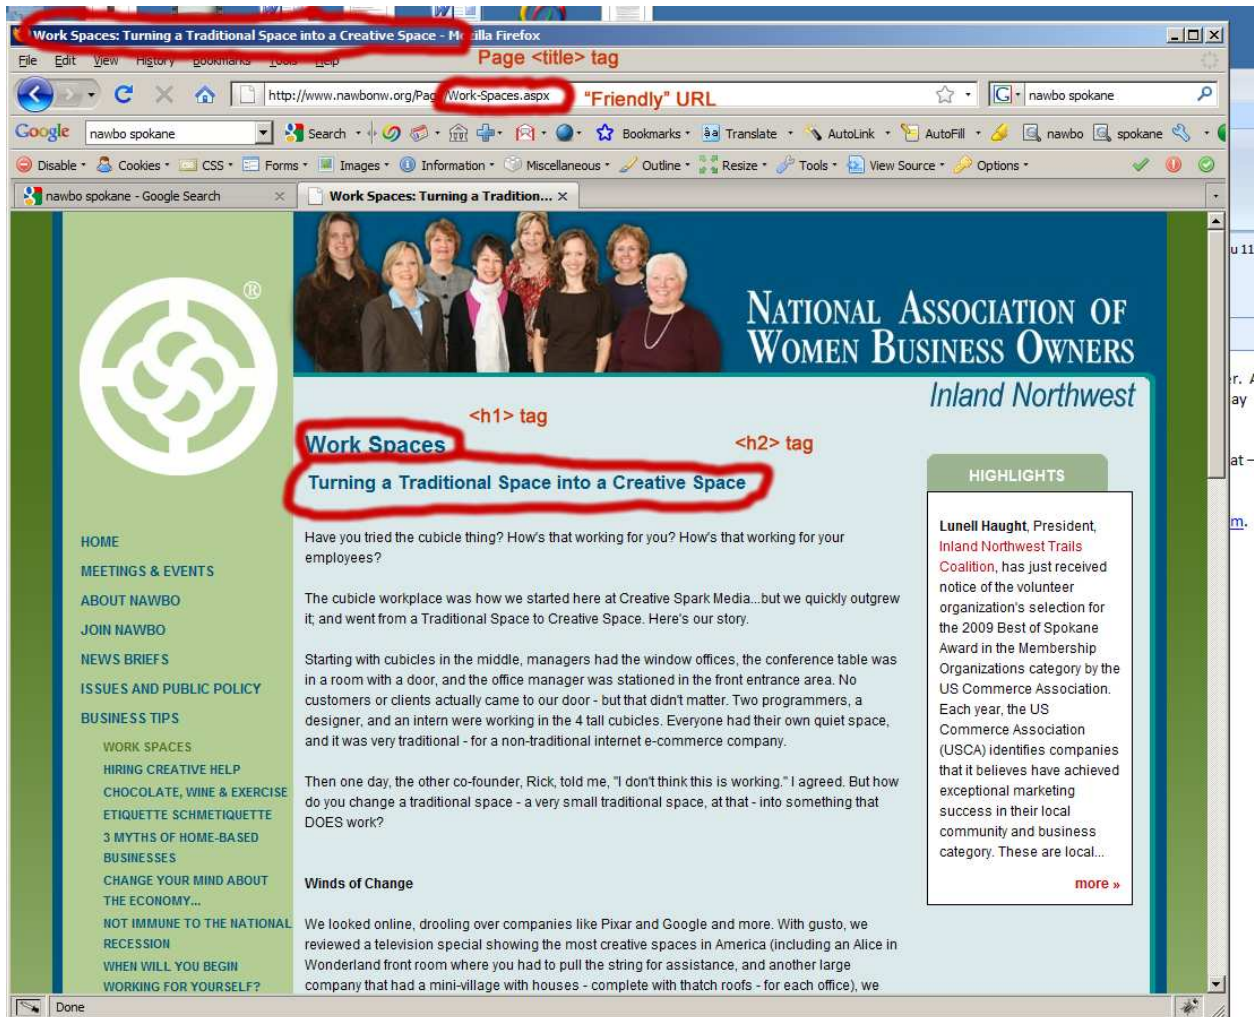 Work Spaces: Turning a Traditional Space into a Creative Space - Mozilla Firefox
File Edit View History Bookmarks Tools Help
Page <title> tag
http://www.nawbonw.org/Pag /Work-Spaces.aspx
"Friendly" URL
nawbo spokane
Google nawbo spokane Search Bookmarks Translate AutoLink AutoFill nawbo spokane
Disable Cookies CSS Forms Images Information Miscellaneous Outline Resize Tools View Source Options
nawbo spokane - Google Search
Work Spaces: Turning a Tradition...
®
NATIONAL ASSOCIATION OF
WOMEN BUSINESS OWNERS
Inland Northwest
<h1> tag
Work Spaces
<h2> tag
Turning a Traditional Space into a Creative Space
HOME
MEETINGS & EVENTS
ABOUT NAWBO
JOIN NAWBO
NEWS BRIEFS
ISSUES AND PUBLIC POLICY
BUSINESS TIPS
WORK SPACES
HIRING CREATIVE HELP
CHOCOLATE, WINE & EXERCISE
ETIQUETTE SCHMETIQUETTE
3 MYTHS OF HOME-BASED
BUSINESSES
CHANGE YOUR MIND ABOUT
THE ECONOMY...
NOT IMMUNE TO THE NATIONAL
RECESSION
WHEN WILL YOU BEGIN
WORKING FOR YOURSELF?
Have you tried the cubicle thing? How's that working for you? How's that working for your
employees?
The cubicle workplace was how we started here at Creative Spark Media...but we quickly outgrew
it; and went from a Traditional Space to Creative Space. Here's our story.
Starting with cubicles in the middle, managers had the window offices, the conference table was
in a room with a door, and the office manager was stationed in the front entrance area. No
customers or clients actually came to our door - but that didn't matter. Two programmers, a
designer, and an intern were working in the 4 tall cubicles. Everyone had their own quiet space,
and it was very traditional - for a non-traditional internet e-commerce company.
Then one day, the other co-founder, Rick, told me, "I don't think this is working." I agreed. But how
do you change a traditional space - a very small traditional space, at that - into something that
DOES work?
Winds of Change
We looked online, drooling over companies like Pixar and Google and more. With gusto, we
reviewed a television special showing the most creative spaces in America (including an Alice in
Wonderland front room where you had to pull the string for assistance, and another large
company that had a mini-village with houses - complete with thatch roofs - for each office), we
HIGHLIGHTS
Lunell Haught, President,
Inland Northwest Trails
Coalition, has just received
notice of the volunteer
organization's selection for
the 2009 Best of Spokane
Award in the Membership
Organizations category by the
US Commerce Association.
Each year, the US
Commerce Association
(USCA) identifies companies
that it believes have achieved
exceptional marketing
success in their local
community and business
category. These are local...
more »
u 11
r. A
ay
at –
m.
Done